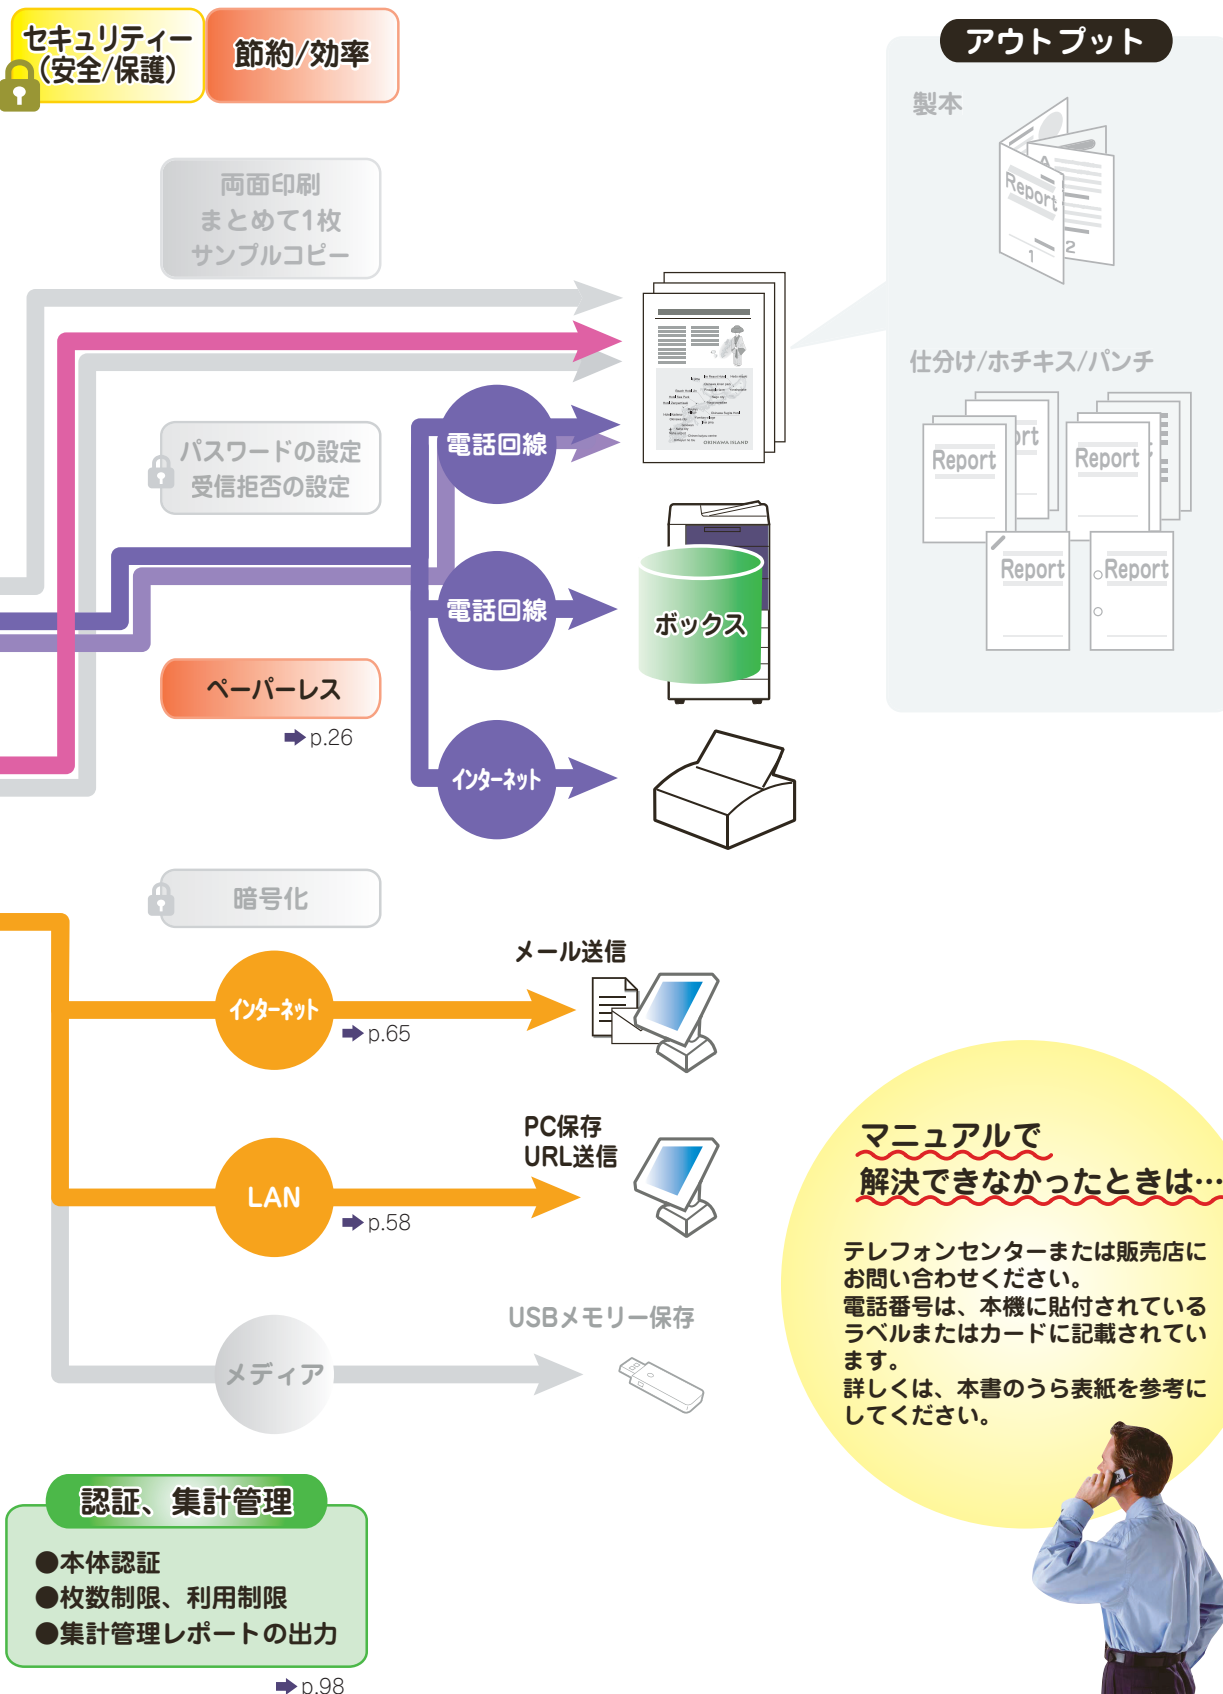 セキュリティー
(安全/保護)
節約/効率
アウトプット
製本
Report
1
2
両面印刷
まとめて1枚
サンプルコピー
仕分け/ホチキス/パンチ
Report
Report
Report
Report
OKINAWA ISLAND
パスワードの設定
受信拒否の設定
電話回線
電話回線
ボックス
ペーパーレス
p.26
インターネット
暗号化
メール送信
インターネット
p.65
PC保存
URL送信
LAN
p.58
USBメモリー保存
メディア
マニュアルで
解決できなかったときは…
テレフォンセンターまたは販売店に
お問い合わせください。
電話番号は、本機に貼付されている
ラベルまたはカードに記載されてい
ます。
詳しくは、本書のうら表紙を参考に
してください。
認証、集計管理
●本体認証
●枚数制限、利用制限
●集計管理レポートの出力
p.98